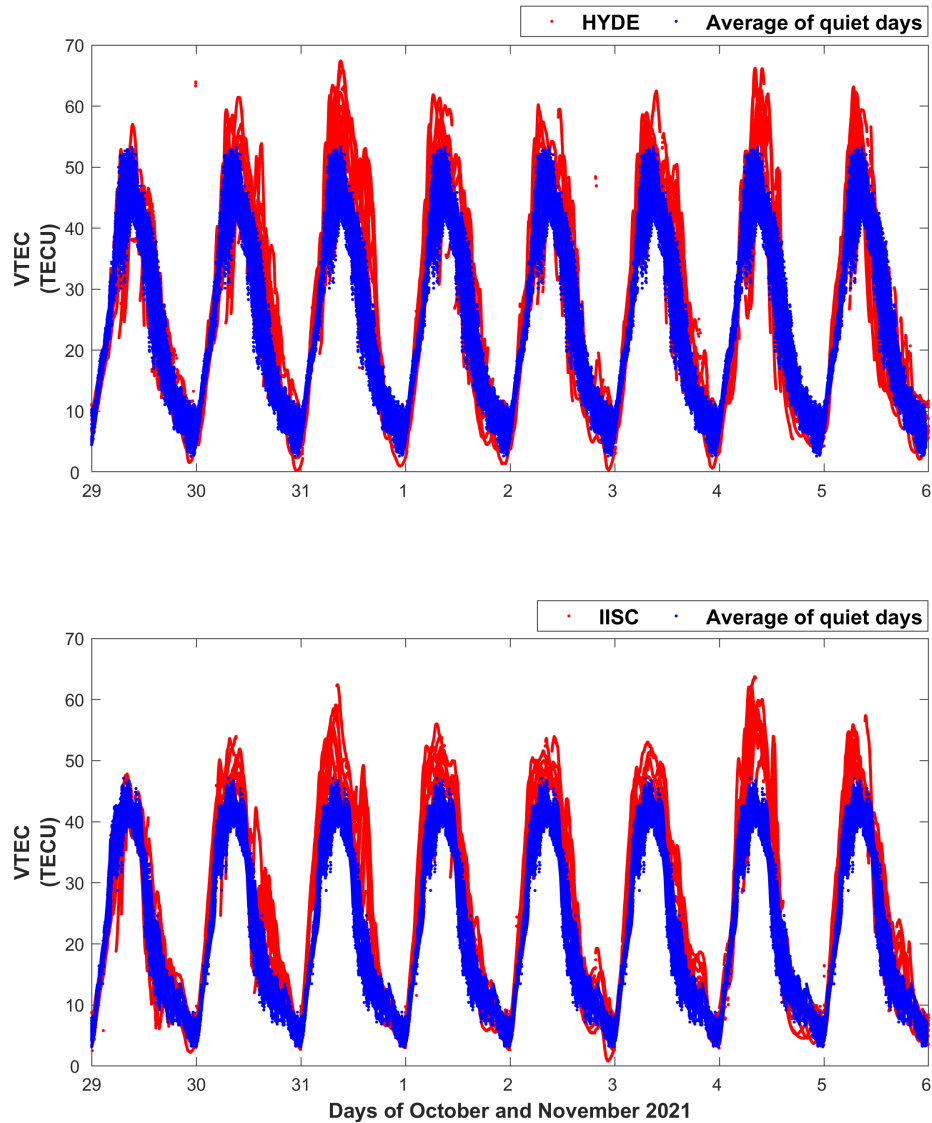 HYDE Average of quiet days
70
60
50
40
30
20
10
0
VTEC
(TECU)
29 30 31 1 2 3 4 5 6
IISC Average of quiet days
70
60
50
40
30
20
10
0
VTEC
(TECU)
29 30 31 1 2 3 4 5 6
Days of October and November 2021